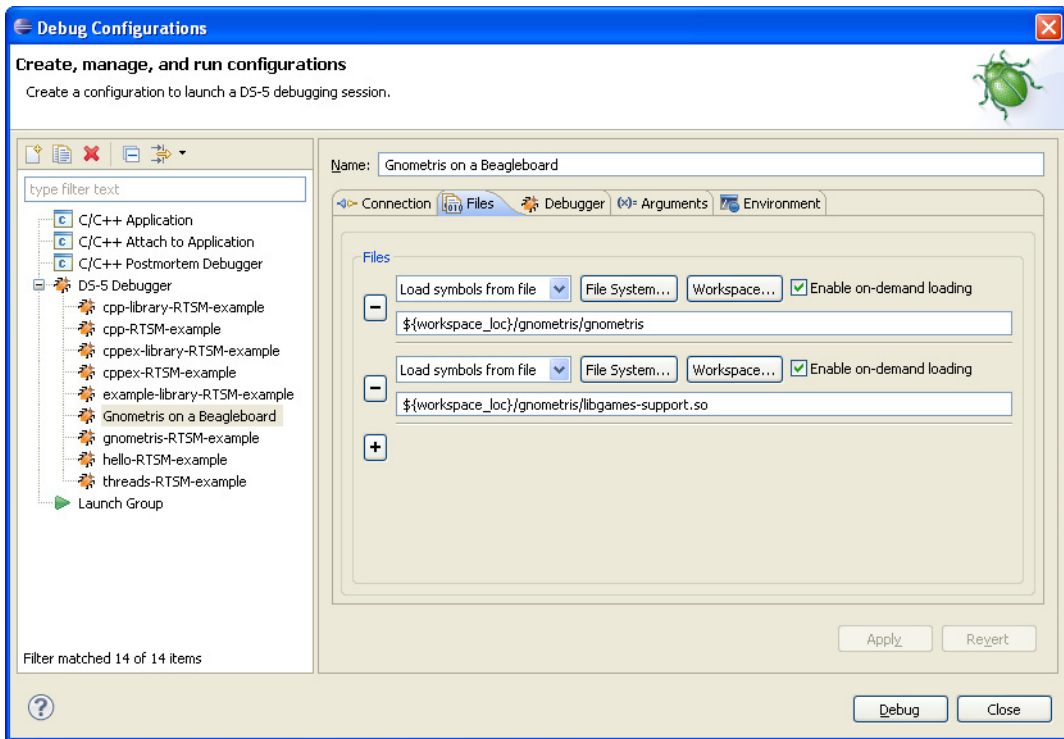 Debug Configurations
Create, manage, and run configurations
Create a configuration to launch a DS-5 debugging session.
type filter text
C/C++ Application
C/C++ Attach to Application
C/C++ Postmortem Debugger
DS-5 Debugger
cpp-library-RTSM-example
cpp-RTSM-example
cppex-library-RTSM-example
cppex-RTSM-example
example-library-RTSM-example
Gnometris on a Beagleboard
gnometris-RTSM-example
hello-RTSM-example
threads-RTSM-example
Launch Group
Filter matched 14 of 14 items
Name: Gnometris on a Beagleboard
Connection Files Debugger (x)= Arguments Environment
Files
Load symbols from file File System... Workspace... Enable on-demand loading
${workspace_loc}/gnometris/gnometris
Load symbols from file File System... Workspace... Enable on-demand loading
${workspace_loc}/gnometris/libgames-support.so
Apply Revert
Debug Close